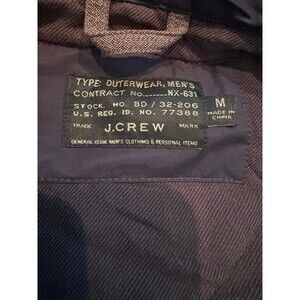 TYPE: OUTERWEAR, MEN'S
CONTRACT No. ........ NX-631
STOCK. NO. BD / 32-206
U.S. REG. ID. NO. 77388
TRADE J.CREW MARK
GENERAL ISSUE MEN'S CLOTHING & PERSONAL ITEMS
M
MADE IN
CHINA